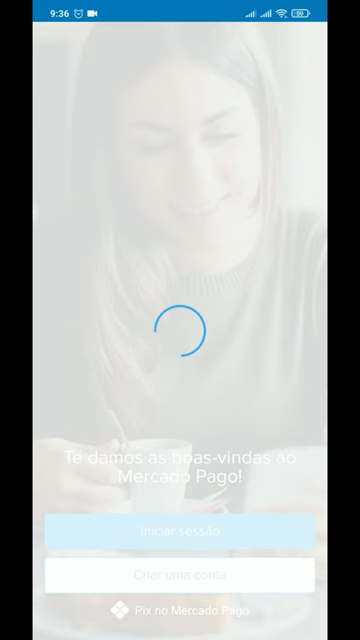 9:36
59
Te damos as boas-vindas ao
Mercado Pago!
Iniciar sessão
Criar uma conta
Pix no Mercado Pago